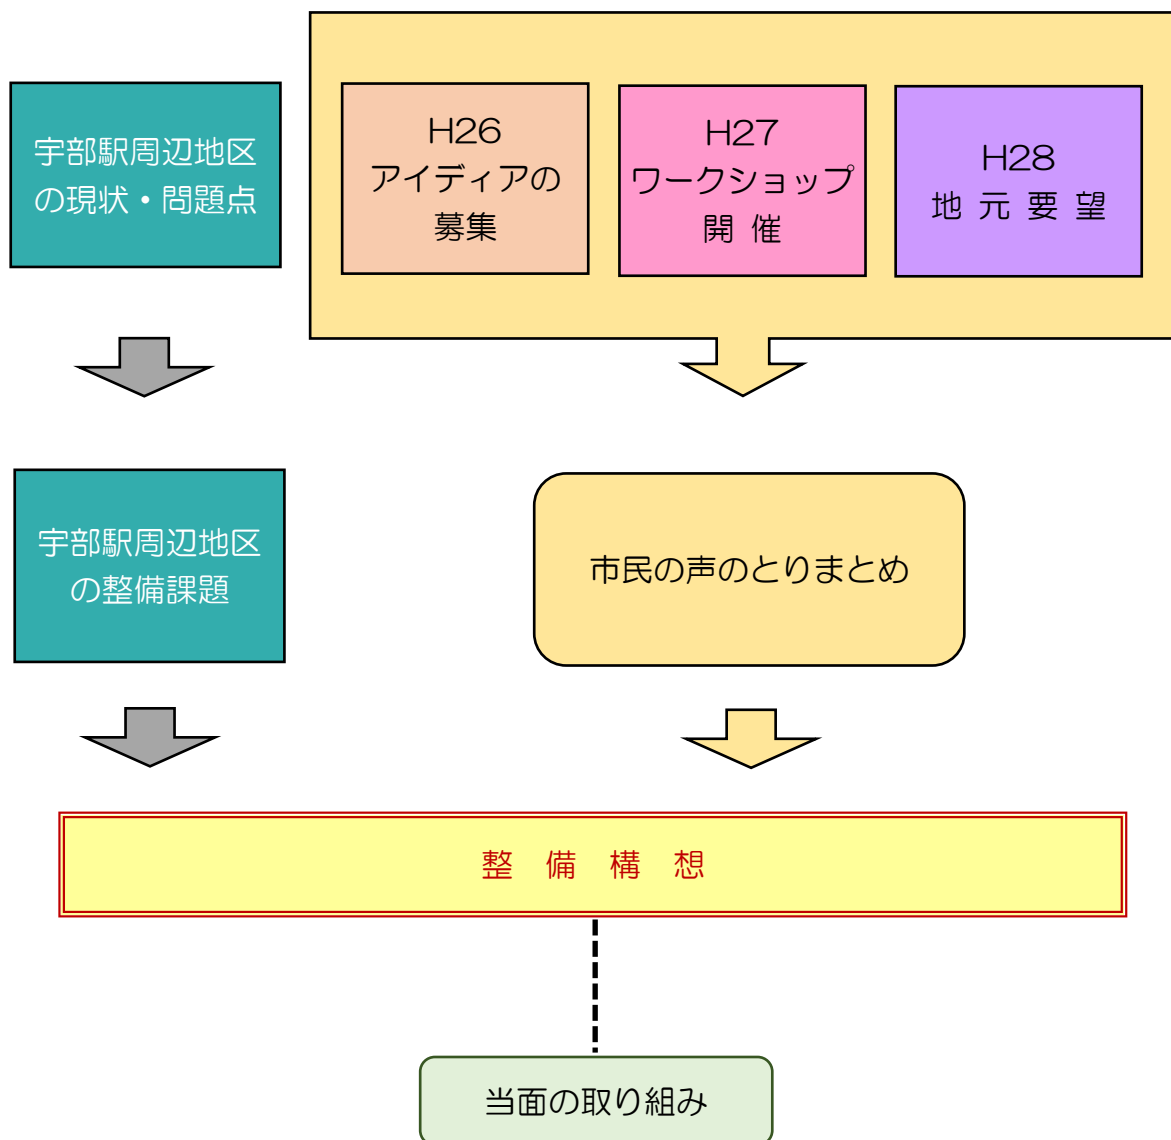 宇部駅周辺地区
の現状・問題点
H26
アイディアの
募集
H27
ワークショップ
開 催
H28
地 元 要 望
宇部駅周辺地区
の整備課題
市民の声のとりまとめ
整 備 構 想
当面の取り組み